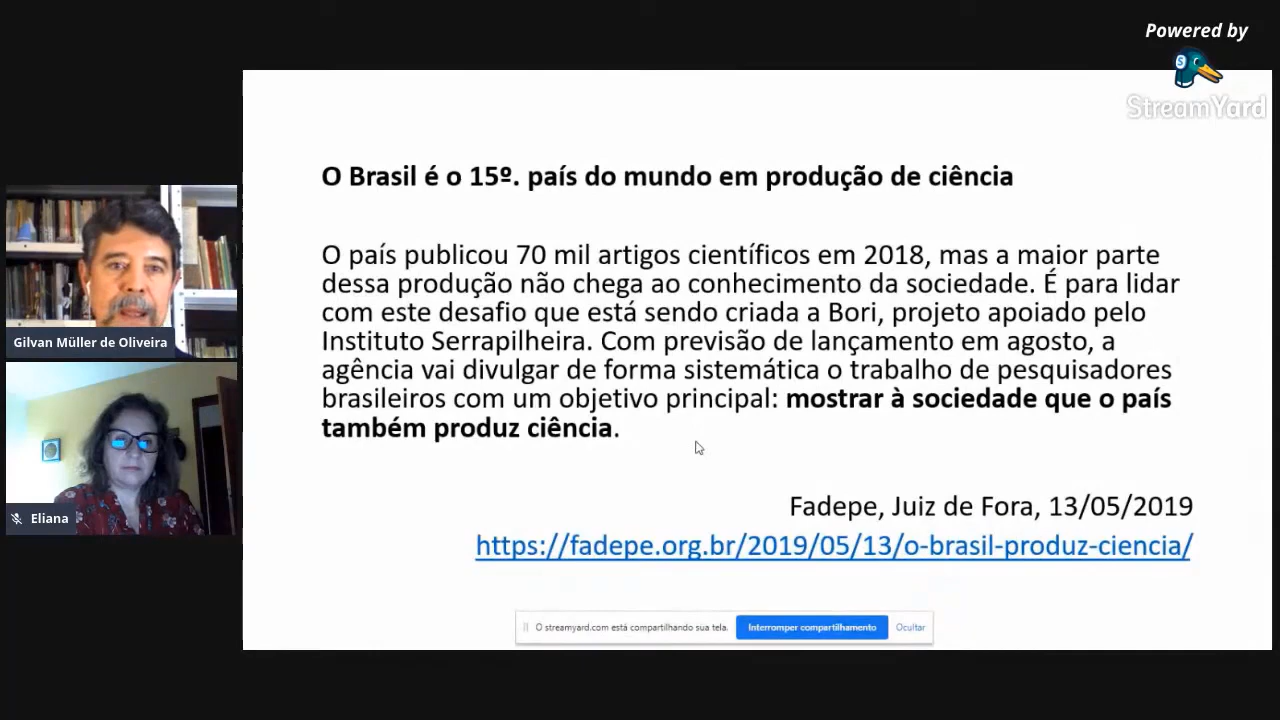 Powered by
StreamYard
O Brasil é o 15º. país do mundo em produção de ciência
O país publicou 70 mil artigos científicos em 2018, mas a maior parte
dessa produção não chega ao conhecimento da sociedade. É para lidar
com este desafio que está sendo criada a Bori, projeto apoiado pelo
Instituto Serrapilheira. Com previsão de lançamento em agosto, a
agência vai divulgar de forma sistemática o trabalho de pesquisadores
brasileiros com um objetivo principal: mostrar à sociedade que o país
também produz ciência.
Fadepe, Juiz de Fora, 13/05/2019
https://fadepe.org.br/2019/05/13/o-brasil-produz-ciencia/
Gilvan Müller de Oliveira
Eliana
O streamyard.com está compartilhando sua tela.
Interromper compartilhamento
Ocultar